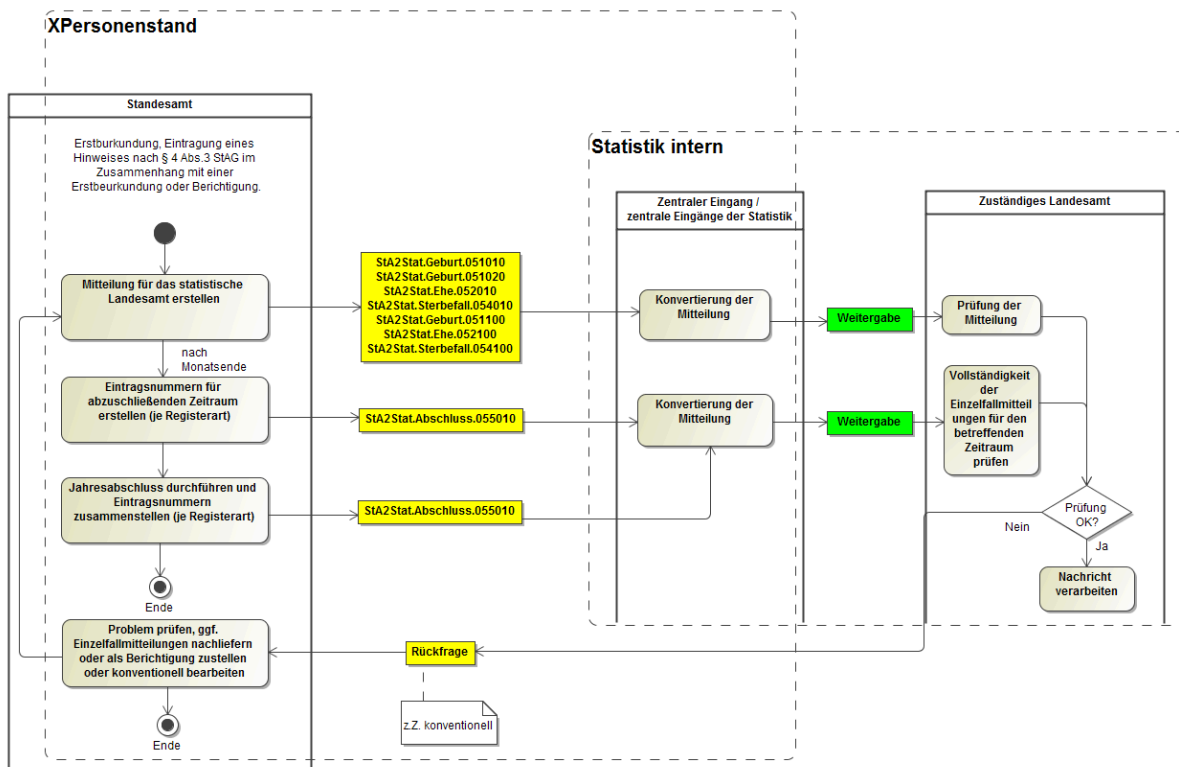 XPersonenstand
Standesamt
Erstburkundung, Eintragung eines
Hinweises nach § 4 Abs.3 StAG im
Zusammenhang mit einer
Erstbeurkundung oder Berichtigung.
Mitteilung für das statistische
Landesamt erstellen
nach
Monatsende
Eintragsnummern für
abzuschließenden Zeitraum
erstellen (je Registerart)
Jahresabschluss durchführen und
Eintragsnummern
zusammenstellen (je Registerart)
Ende
Problem prüfen, ggf.
Einzelfallmitteilungen nachliefern
oder als Berichtigung zustellen
oder konventionell bearbeiten
Ende
StA2Stat.Geburt.051010
StA2Stat.Geburt.051020
StA2Stat.Ehe.052010
StA2Stat.Sterbefall.054010
StA2Stat.Geburt.051100
StA2Stat.Ehe.052100
StA2Stat.Sterbefall.054100
StA2Stat.Abschluss.055010
StA2Stat.Abschluss.055010
Rückfrage
z.Z. konventionell
Statistik intern
Zentraler Eingang /
zentrale Eingänge der Statistik
Konvertierung der
Mitteilung
Konvertierung der
Mitteilung
Weitergabe
Weitergabe
Zuständiges Landesamt
Prüfung der
Mitteilung
Vollständigkeit
der
Einzelfallmitteil
ungen für den
betreffenden
Zeitraum
prüfen
Prüfung
OK?
Nein
Ja
Nachricht
verarbeiten